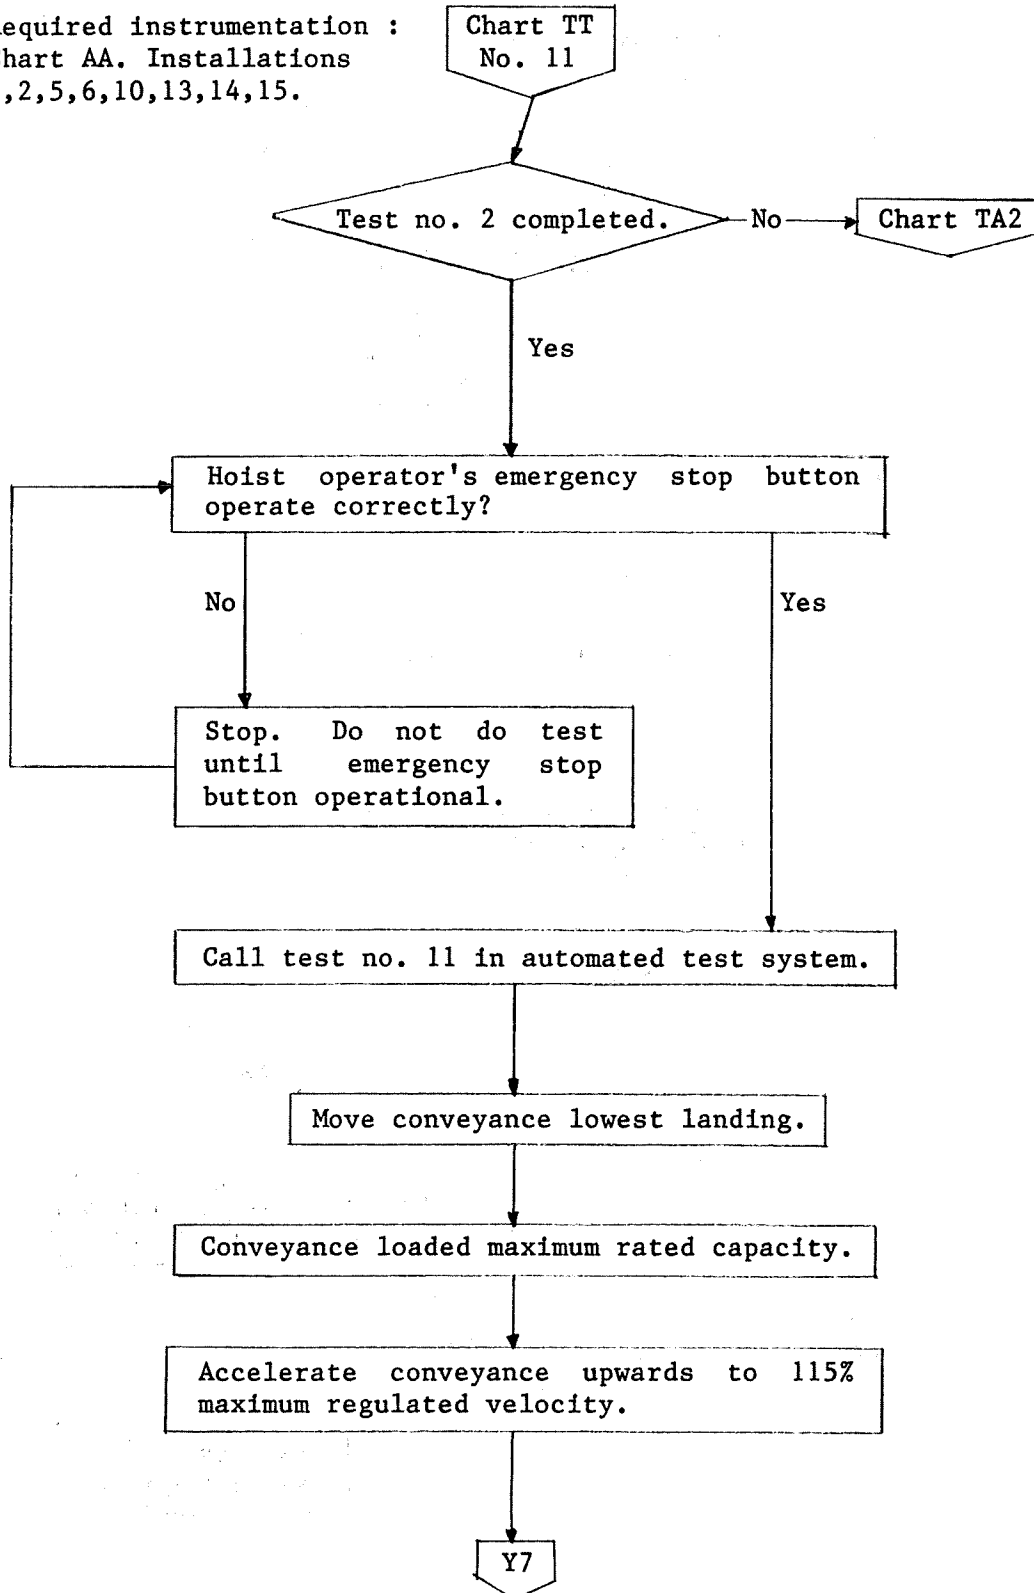 equired instrumentation :
hart AA. Installations
,2,5,6,10,13,14,15.
Chart TT
No. 11
Test no. 2 completed.
No
Chart TA2
Yes
Hoist operator's emergency stop button
operate correctly?
No
Yes
Stop. Do not do test
until emergency stop
button operational.
Call test no. 11 in automated test system.
Move conveyance lowest landing.
Conveyance loaded maximum rated capacity.
Accelerate conveyance upwards to 115%
maximum regulated velocity.
Y7